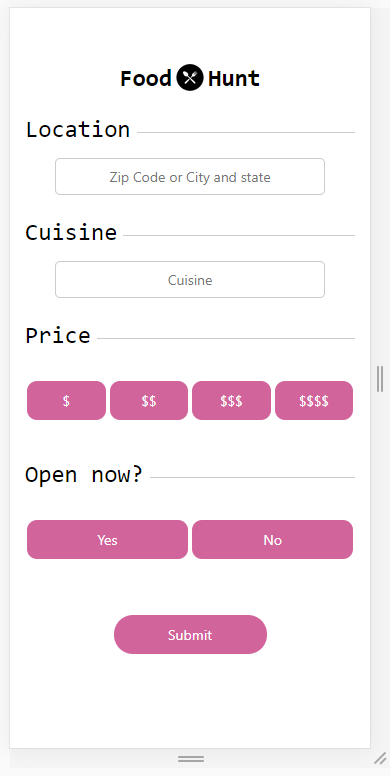 Food Hunt
Location
Zip Code or City and state
Cuisine
Cuisine
Price
$ $$ $$$ $$$$
Open now?
Yes No
Submit